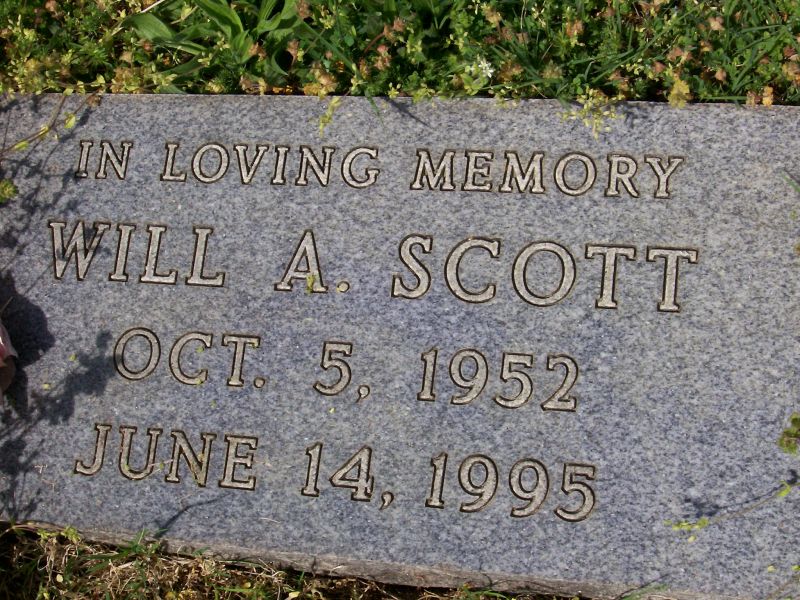 IN LOVING MEMORY
WILL A. SCOTT
OCT. 5, 1952
JUNE 14, 1995